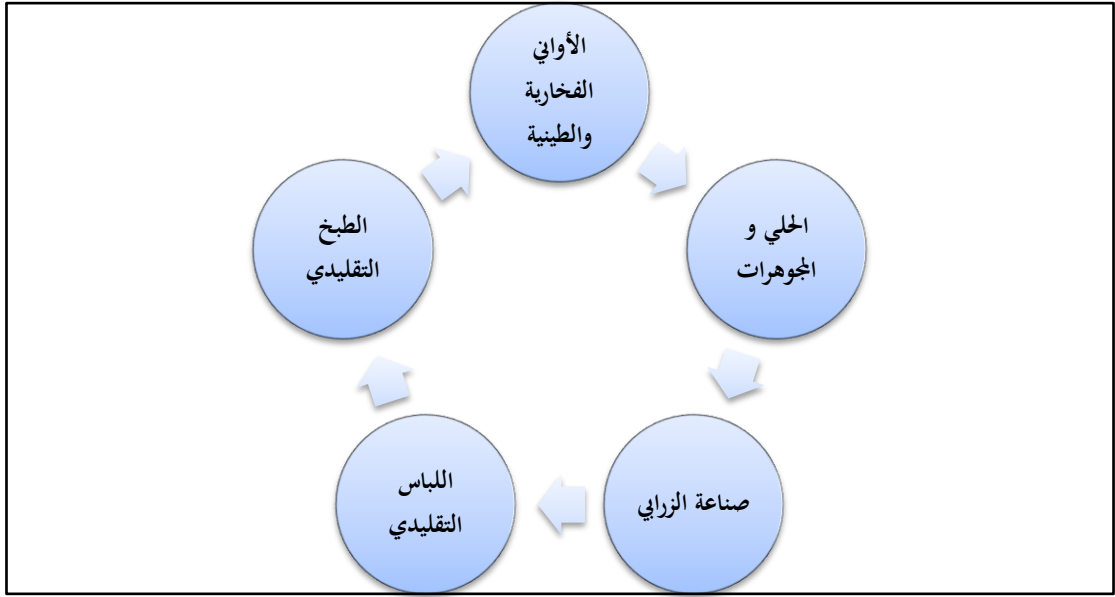 الأواني
الفخارية
والطينية
الحلي و
المجوهرات
صناعة الزرابي
اللباس
التقليدي
الطبخ
التقليدي